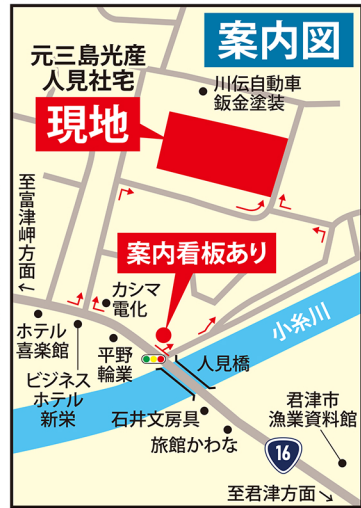 案内図
元三島光産
人見社宅
現地
川伝自動車
鈑金塗装
至富津岬方面→
案内看板あり
カシマ
電化
小糸川
ホテル
喜楽館
平野
輪業
人見橋
ビジネス
ホテル
新栄
石井文房具
旅館かわな
君津市
漁業資料館
16
至君津方面→